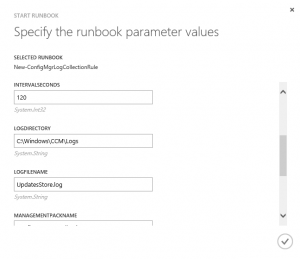 START RUNBOOK
Specify the runbook parameter values
SELECTED RUNBOOK
New-ConfigMgrLogCollectionRule
INTERVALSECONDS
120
System.Int32
LOGDIRECTORY
C:\Windows\CCM\Logs
System.String
LOGFILENAME
UpdatesStore.log
System.String
MANAGEMENTPACKNAME